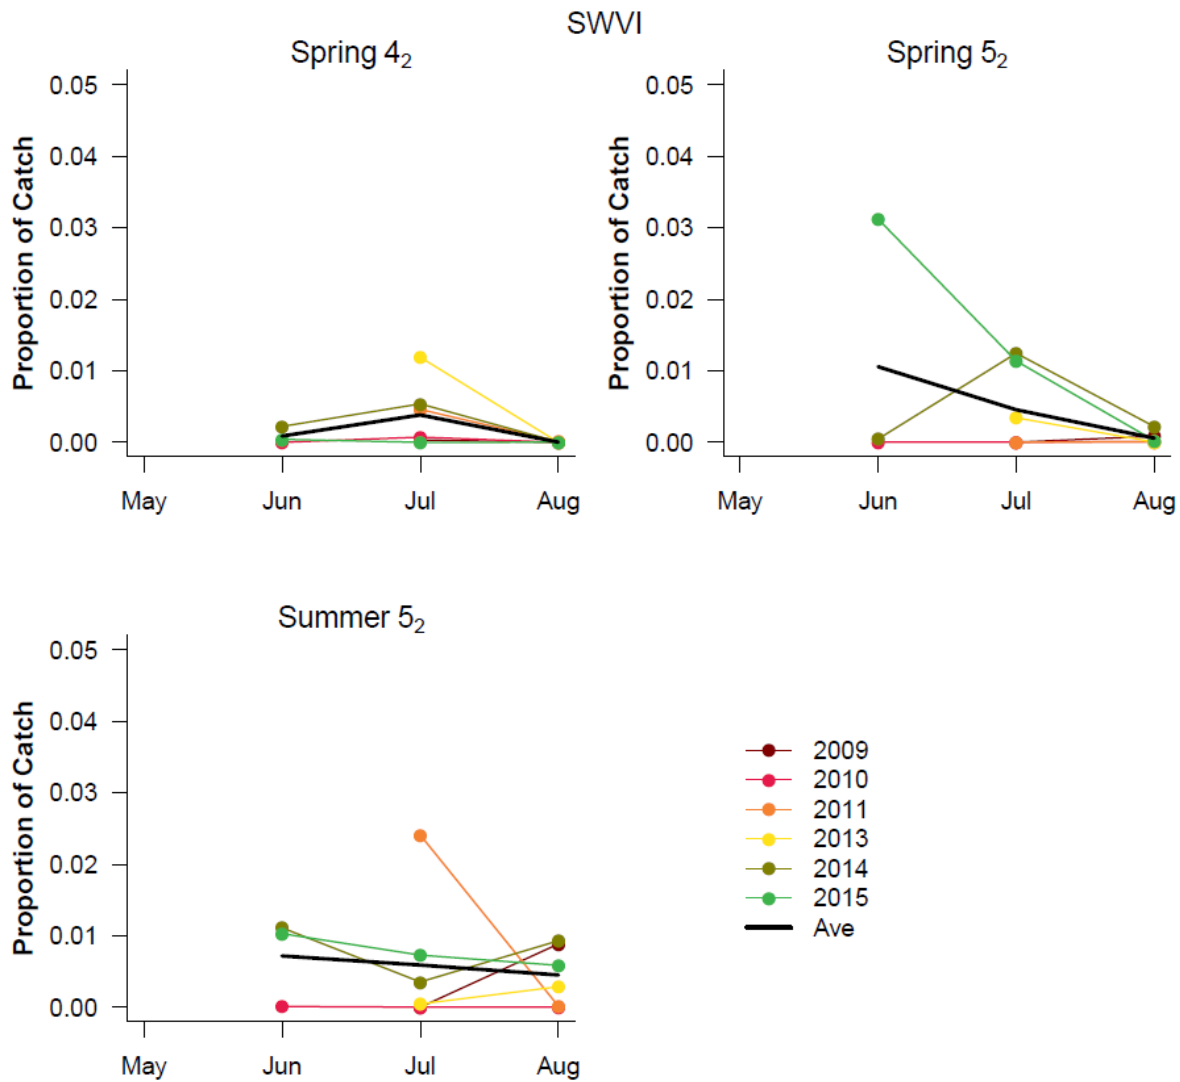 SWVI
Spring 4₂
Spring 5₂
0.05
0.04
0.03
0.02
0.01
0.00
Proportion of Catch
May Jun Jul Aug
0.05
0.04
0.03
0.02
0.01
0.00
Proportion of Catch
May Jun Jul Aug
Summer 5₂
0.05
0.04
0.03
0.02
0.01
0.00
Proportion of Catch
May Jun Jul Aug
2009
2010
2011
2013
2014
2015
Ave